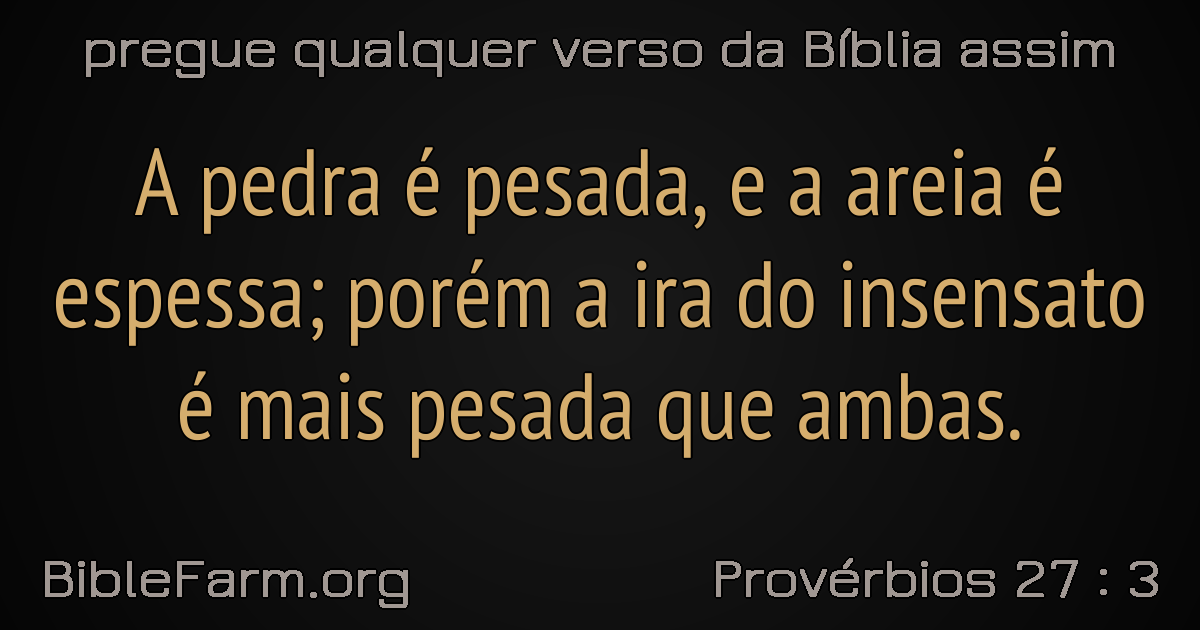 pregue qualquer verso da Bíblia assim
A pedra é pesada, e a areia é
espessa; porém a ira do insensato
é mais pesada que ambas.
BibleFarm.org
Provérbios 27 : 3